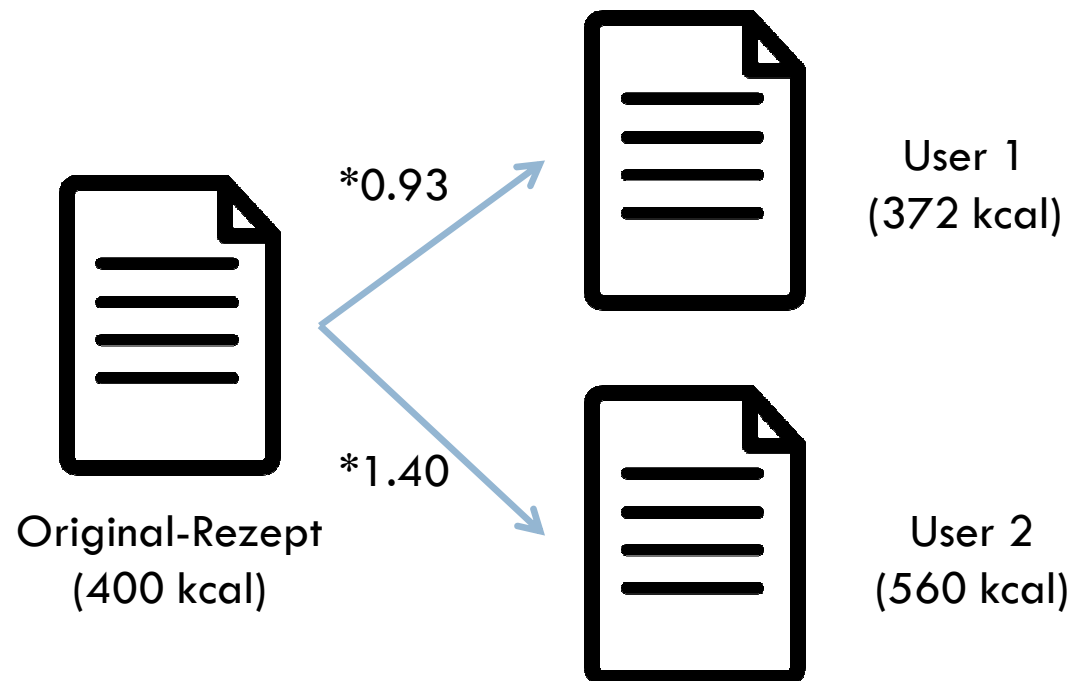 Original-Rezept
(400 kcal)
*0.93
User 1
(372 kcal)
*1.40
User 2
(560 kcal)